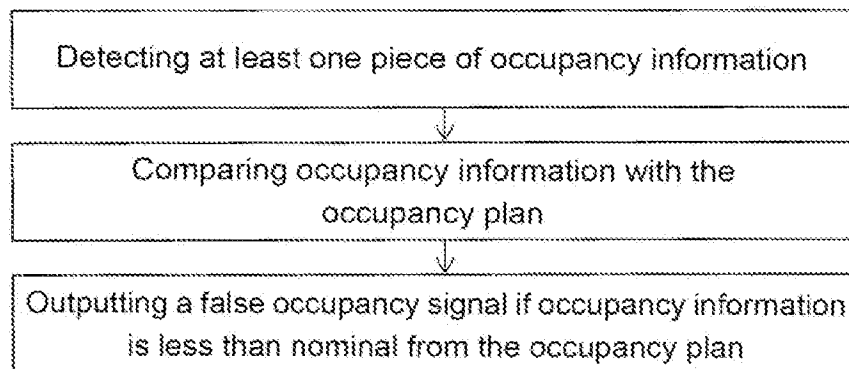 Detecting at least one piece of occupancy information
Comparing occupancy information with the
occupancy plan
Outputting a false occupancy signal if occupancy information
is less than nominal from the occupancy plan